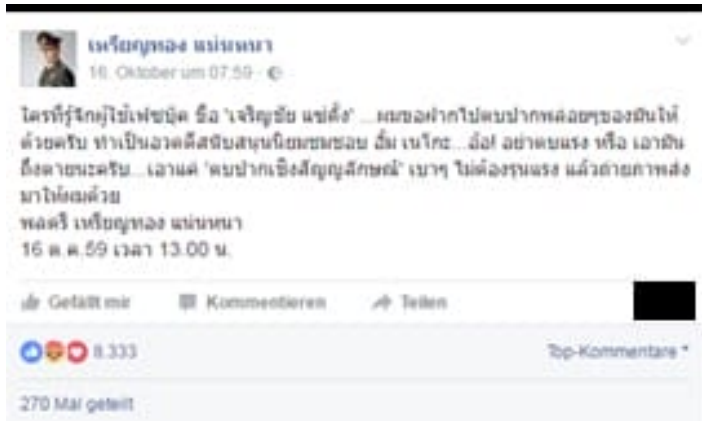 เหรียญทอง แน่นหนา
16. Oktober um 07:59
ใครที่รู้จักผู้ใช้เฟซบุ๊ค ชื่อ 'เจริญชัย แซ่ตั้ง' ...ผมขอฝากไปตบปากพล่อยๆของมันให้
ด้วยครับ ทำเป็นอวดดีสนับสนุนนิยมชมชอบ อั้ม เนโกะ...อ้อ! อย่าตบแรง หรือ เอามัน
ถึงตายนะครับ...เอาแค่ 'ตบปากเชิงสัญญลักษณ์' เบาๆ ไม่ต้องรุนแรง แล้วถ่ายภาพส่ง
มาให้ผมด้วย
พลตรี เหรียญทอง แน่นหนา
16 ต.ค.59 เวลา 13.00 น.
Gefällt mir Kommentieren Teilen
8.333 Top-Kommentare
270 Mal geteilt